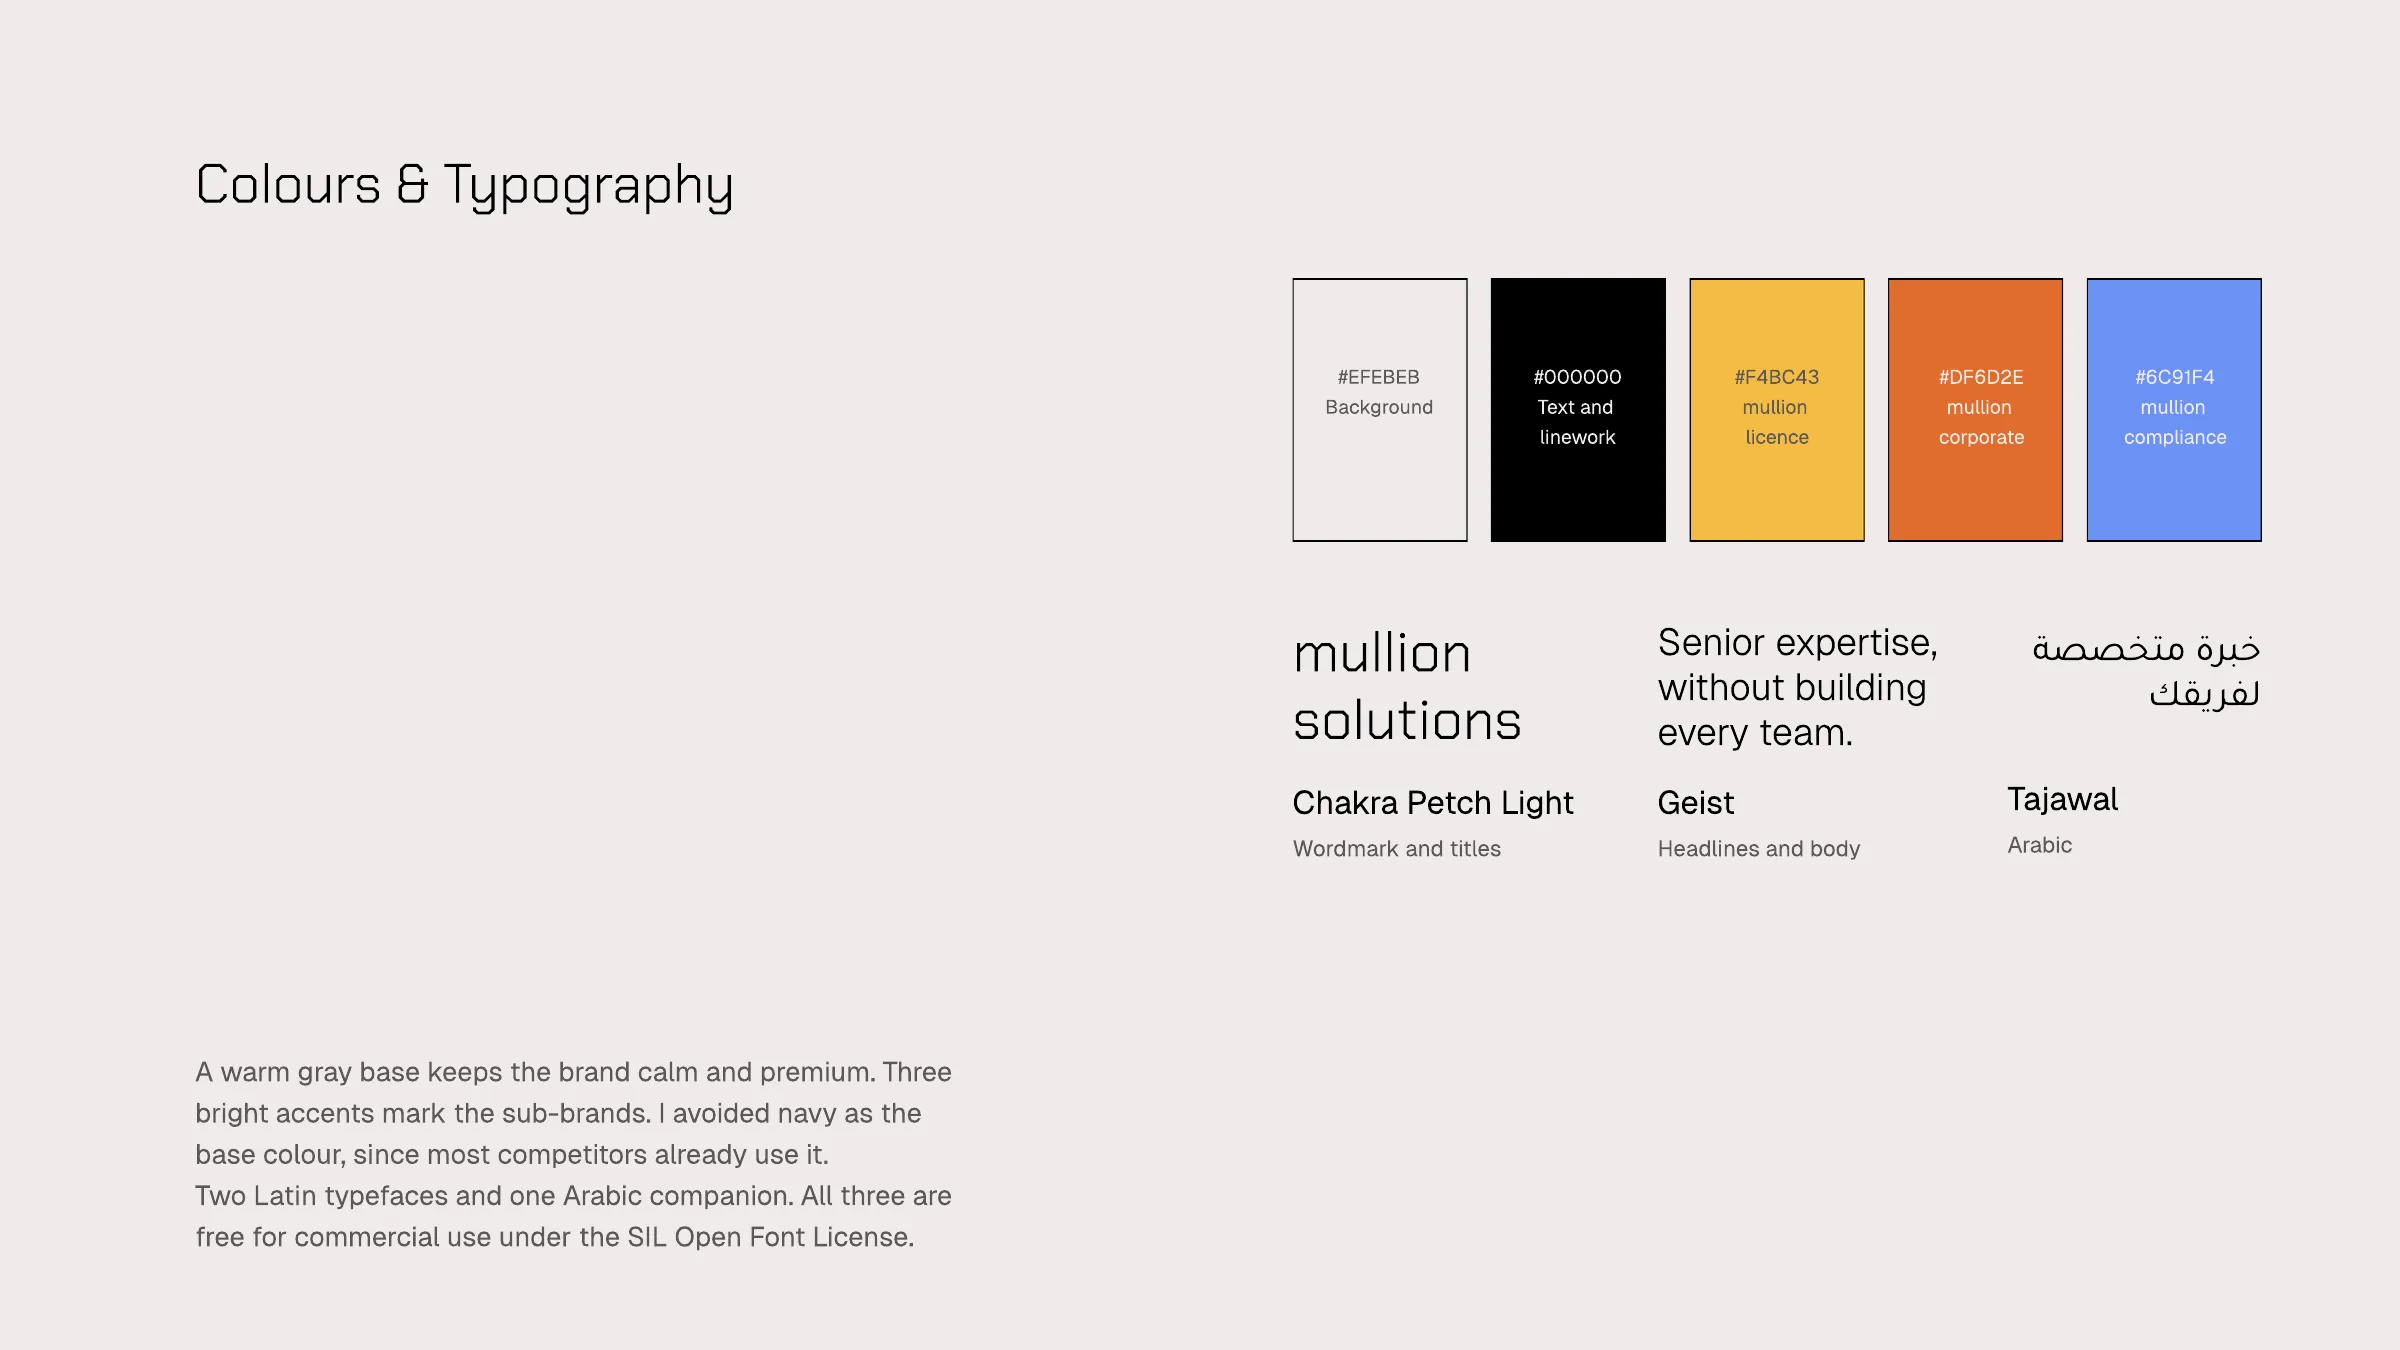 Colours & Typography
#EFEBEB
Background
#000000
Text and
linework
#F4BC43
mullion
licence
#DF6D2E
mullion
corporate
#6C91F4
mullion
compliance
mullion
solutions
Chakra Petch Light
Wordmark and titles
Senior expertise,
without building
every team.
Geist
Headlines and body
خبرة متخصصة
لفريقك
Tajawal
Arabic
A warm gray base keeps the brand calm and premium. Three
bright accents mark the sub-brands. I avoided navy as the
base colour, since most competitors already use it.
Two Latin typefaces and one Arabic companion. All three are
free for commercial use under the SIL Open Font License.